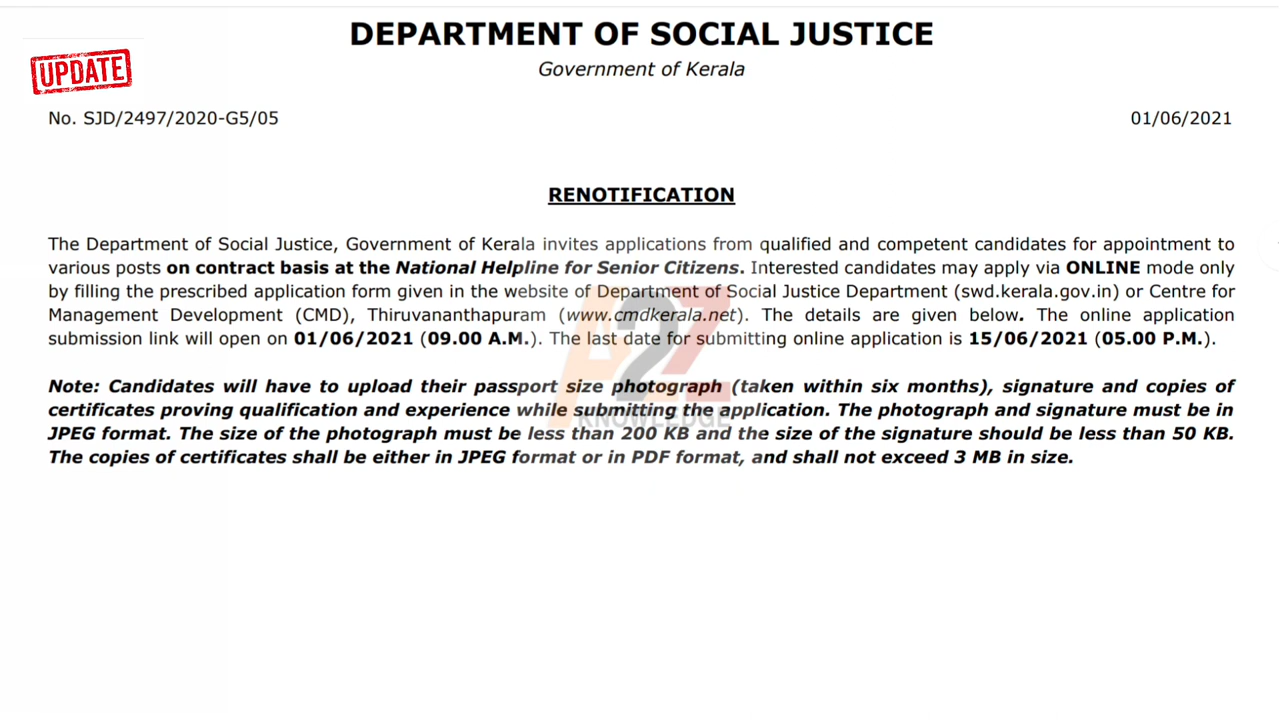 DEPARTMENT OF SOCIAL JUSTICE
Government of Kerala
UPDATE
No. SJD/2497/2020-G5/05
01/06/2021
RENOTIFICATION
The Department of Social Justice, Government of Kerala invites applications from qualified and competent candidates for appointment to
various posts on contract basis at the National Helpline for Senior Citizens. Interested candidates may apply via ONLINE mode only
by filling the prescribed application form given in the website of Department of Social Justice Department (swd.kerala.gov.in) or Centre for
Management Development (CMD), Thiruvananthapuram (www.cmdkerala.net). The details are given below. The online application
submission link will open on 01/06/2021 (09.00 A.M.). The last date for submitting online application is 15/06/2021 (05.00 P.M.).
Note: Candidates will have to upload their passport size photograph (taken within six months), signature and copies of
certificates proving qualification and experience while submitting the application. The photograph and signature must be in
JPEG format. The size of the photograph must be less than 200 KB and the size of the signature should be less than 50 KB.
The copies of certificates shall be either in JPEG format or in PDF format, and shall not exceed 3 MB in size.
A2Z
KNOWLEDGE